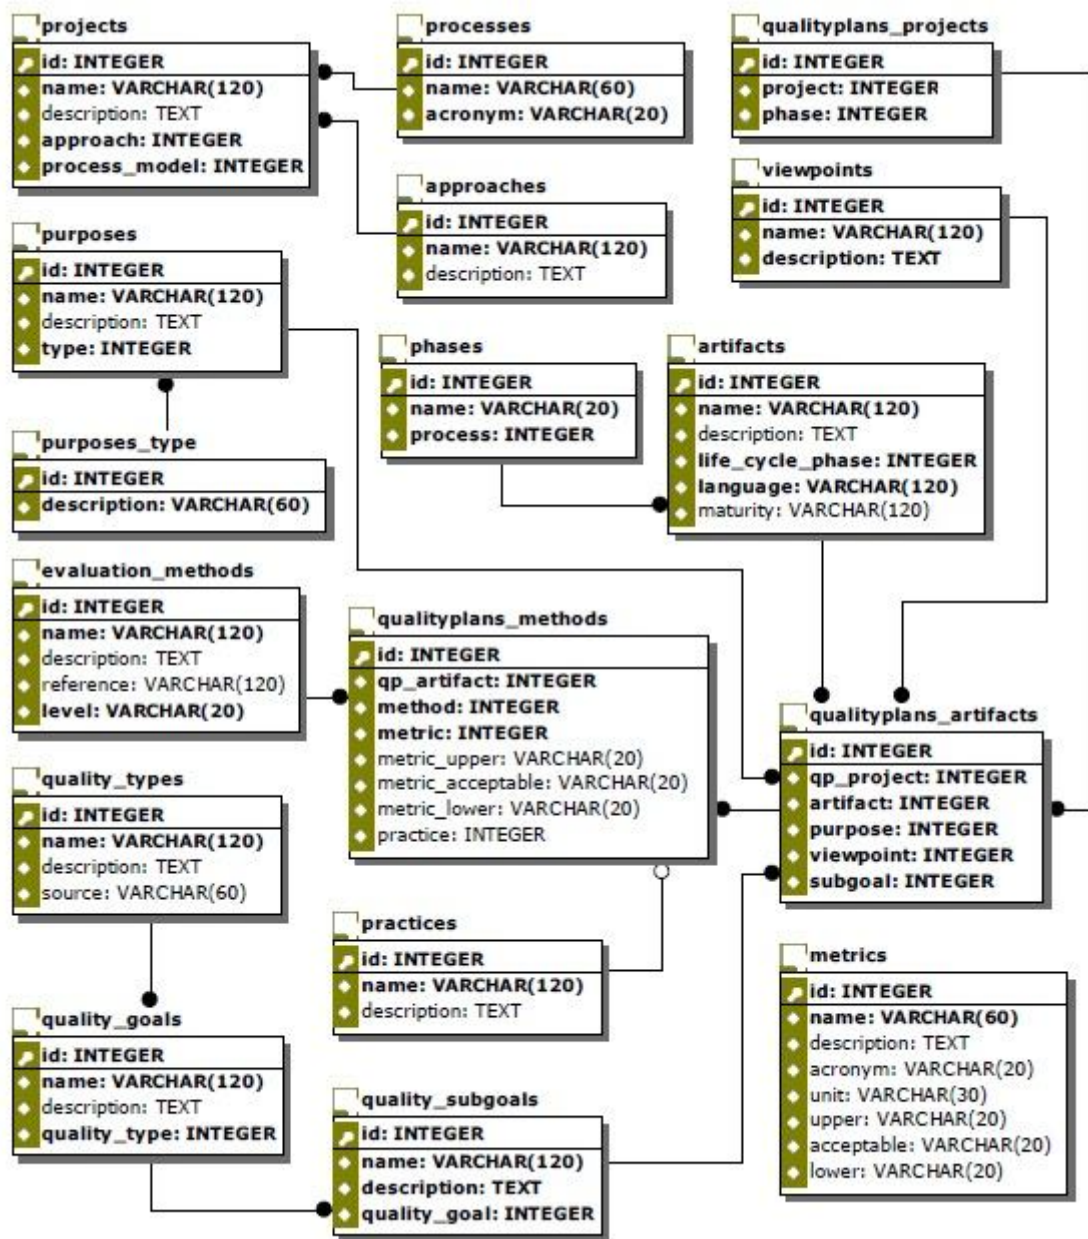 projects
id: INTEGER
name: VARCHAR(120)
description: TEXT
approach: INTEGER
process_model: INTEGER
processes
id: INTEGER
name: VARCHAR(60)
acronym: VARCHAR(20)
qualityplans_projects
id: INTEGER
project: INTEGER
phase: INTEGER
approaches
id: INTEGER
name: VARCHAR(120)
description: TEXT
viewpoints
id: INTEGER
name: VARCHAR(120)
description: TEXT
purposes
id: INTEGER
name: VARCHAR(120)
description: TEXT
type: INTEGER
phases
id: INTEGER
name: VARCHAR(20)
process: INTEGER
artifacts
id: INTEGER
name: VARCHAR(120)
description: TEXT
life_cycle_phase: INTEGER
language: VARCHAR(120)
maturity: VARCHAR(120)
purposes_type
id: INTEGER
description: VARCHAR(60)
evaluation_methods
id: INTEGER
name: VARCHAR(120)
description: TEXT
reference: VARCHAR(120)
level: VARCHAR(20)
qualityplans_methods
id: INTEGER
qp_artifact: INTEGER
method: INTEGER
metric: INTEGER
metric_upper: VARCHAR(20)
metric_acceptable: VARCHAR(20)
metric_lower: VARCHAR(20)
practice: INTEGER
qualityplans_artifacts
id: INTEGER
qp_project: INTEGER
artifact: INTEGER
purpose: INTEGER
viewpoint: INTEGER
subgoal: INTEGER
quality_types
id: INTEGER
name: VARCHAR(120)
description: TEXT
source: VARCHAR(60)
practices
id: INTEGER
name: VARCHAR(120)
description: TEXT
metrics
id: INTEGER
name: VARCHAR(60)
description: TEXT
acronym: VARCHAR(20)
unit: VARCHAR(30)
upper: VARCHAR(20)
acceptable: VARCHAR(20)
lower: VARCHAR(20)
quality_goals
id: INTEGER
name: VARCHAR(120)
description: TEXT
quality_type: INTEGER
quality_subgoals
id: INTEGER
name: VARCHAR(120)
description: TEXT
quality_goal: INTEGER